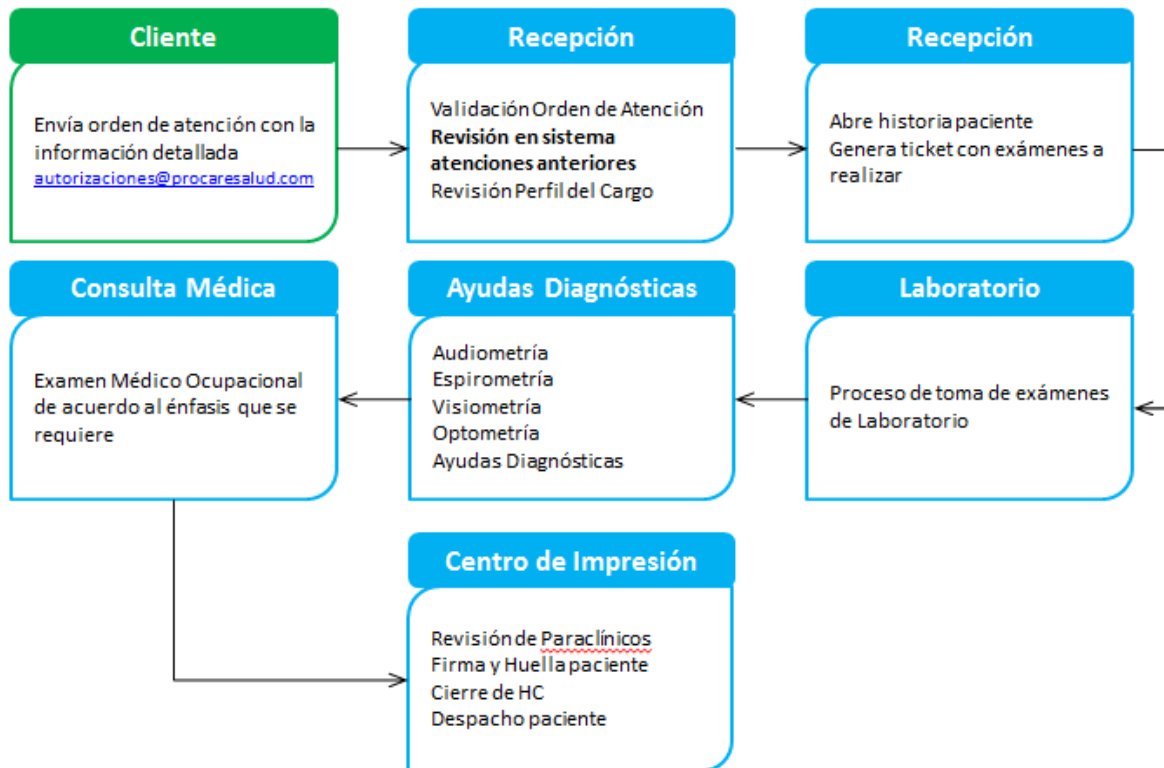 Cliente
Envía orden de atención con la
información detallada
autorizaciones@procaresalud.com
Recepción
Validación Orden de Atención
Revisión en sistema
atenciones anteriores
Revisión Perfil del Cargo
Recepción
Abre historia paciente
Genera ticket con exámenes a
realizar
Laboratorio
Proceso de toma de exámenes
de Laboratorio
Ayudas Diagnósticas
Audiometría
Espirometría
Visiometría
Optometría
Ayudas Diagnósticas
Consulta Médica
Examen Médico Ocupacional
de acuerdo al énfasis que se
requiere
Centro de Impresión
Revisión de Paraclínicos
Firma y Huella paciente
Cierre de HC
Despacho paciente